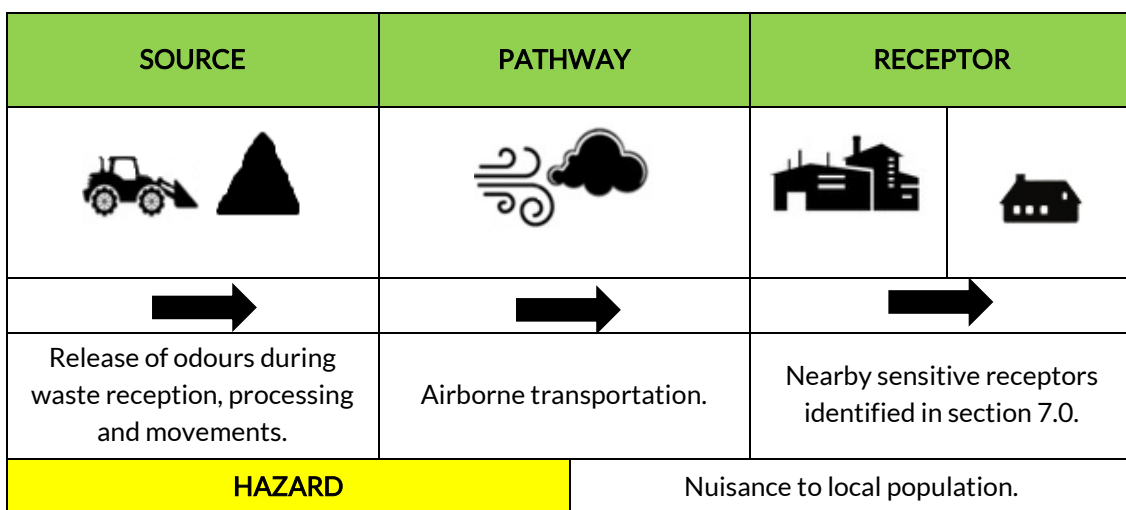 SOURCE
PATHWAY
RECEPTOR
Release of odours during
waste reception, processing
and movements.
Airborne transportation.
Nearby sensitive receptors
identified in section 7.0.
HAZARD
Nuisance to local population.